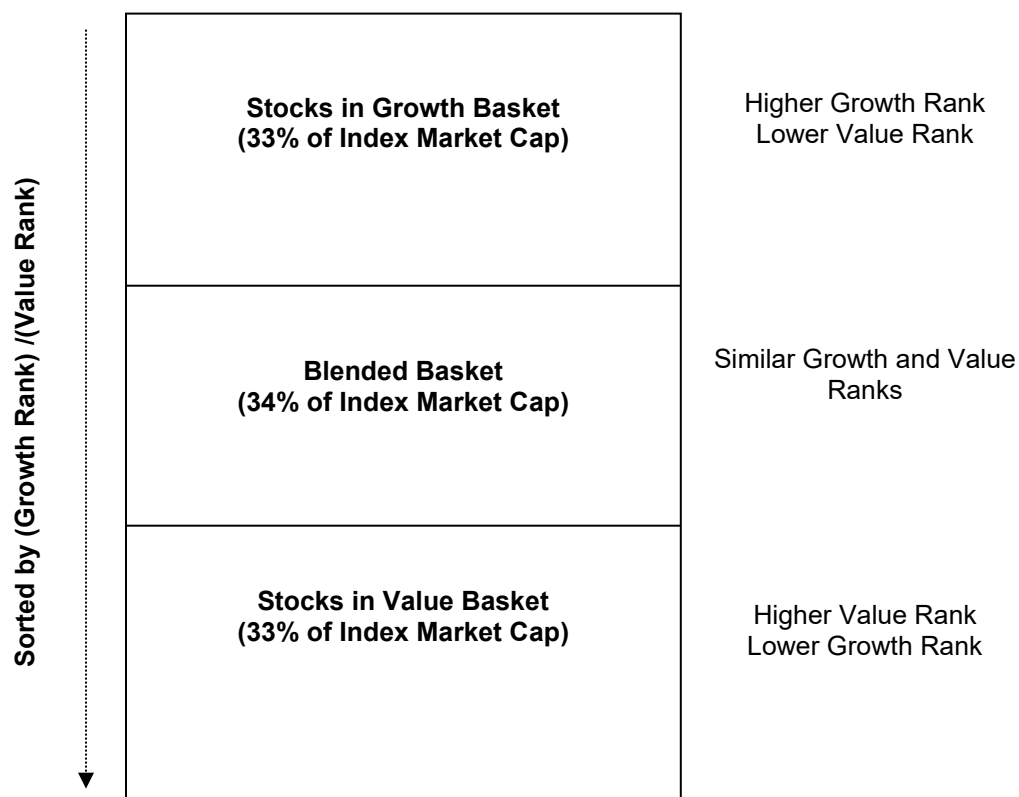 Sorted by (Growth Rank) /(Value Rank)
Stocks in Growth Basket
(33% of Index Market Cap)
Higher Growth Rank
Lower Value Rank
Blended Basket
(34% of Index Market Cap)
Similar Growth and Value
Ranks
Stocks in Value Basket
(33% of Index Market Cap)
Higher Value Rank
Lower Growth Rank